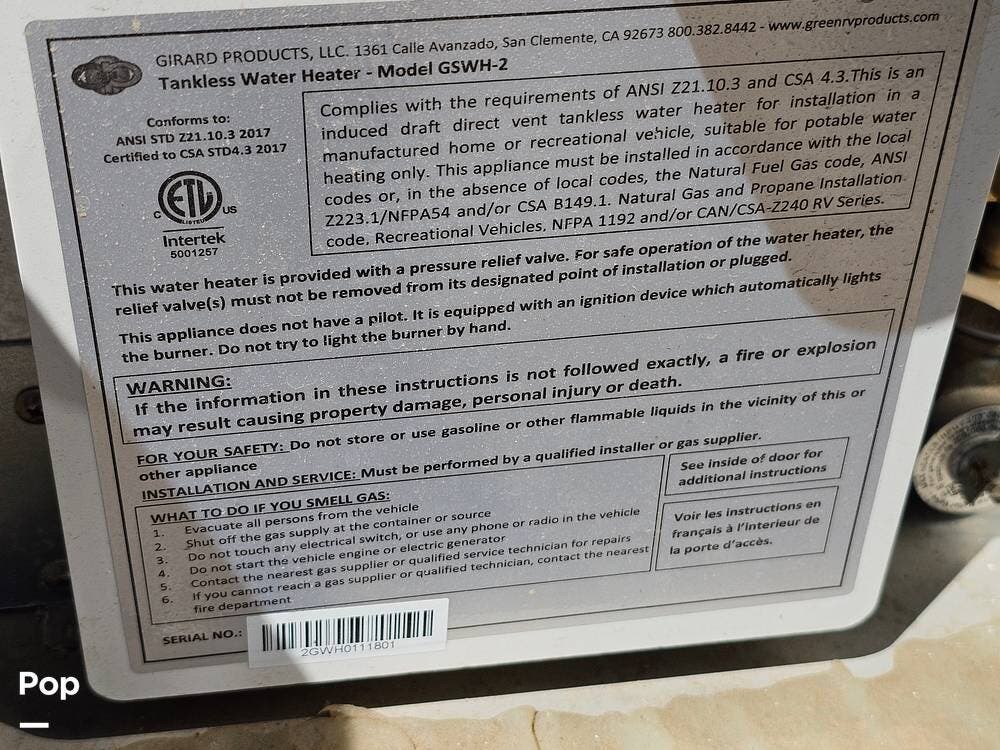 GIRARD PRODUCTS, LLC. 1361 Calle Avanzado, San Clemente, CA 92673 800.382.8442 - www.greenrvproducts.com
Tankless Water Heater - Model GSWH-2
Conforms to:
ANSI STD Z21.10.3 2017
Certified to CSA STD4.3 2017
ETL
LISTED
C US
Intertek
5001257
Complies with the requirements of ANSI Z21.10.3 and CSA 4.3.This is an
induced draft direct vent tankless water heater for installation in a
manufactured home or recreational vehicle, suitable for potable water
heating only. This appliance must be installed in accordance with the local
codes or, in the absence of local codes, the Natural Fuel Gas code, ANSI
Z223.1/NFPA54 and/or CSA B149.1. Natural Gas and Propane Installation
code, Recreational Vehicles, NFPA 1192 and/or CAN/CSA-Z240 RV Series.
This water heater is provided with a pressure relief valve. For safe operation of the water heater, the
relief valve(s) must not be removed from its designated point of installation or plugged.
This appliance does not have a pilot. It is equipped with an ignition device which automatically lights
the burner. Do not try to light the burner by hand.
WARNING:
If the information in these instructions is not followed exactly, a fire or explosion
may result causing property damage, personal injury or death.
FOR YOUR SAFETY: Do not store or use gasoline or other flammable liquids in the vicinity of this or
other appliance
INSTALLATION AND SERVICE: Must be performed by a qualified installer or gas supplier.
WHAT TO DO IF YOU SMELL GAS:
1. Evacuate all persons from the vehicle
2. Shut off the gas supply at the container or source
3. Do not touch any electrical switch, or use any phone or radio in the vehicle
4. Do not start the vehicle engine or electric generator
5. Contact the nearest gas supplier or qualified service technician for repairs
6. If you cannot reach a gas supplier or qualified technician, contact the nearest
fire department
See inside of door for
additional instructions
Voir les instructions en
français à l'interieur de
la porte d'accès.
SERIAL NO.:
2GWH0111801
Pop